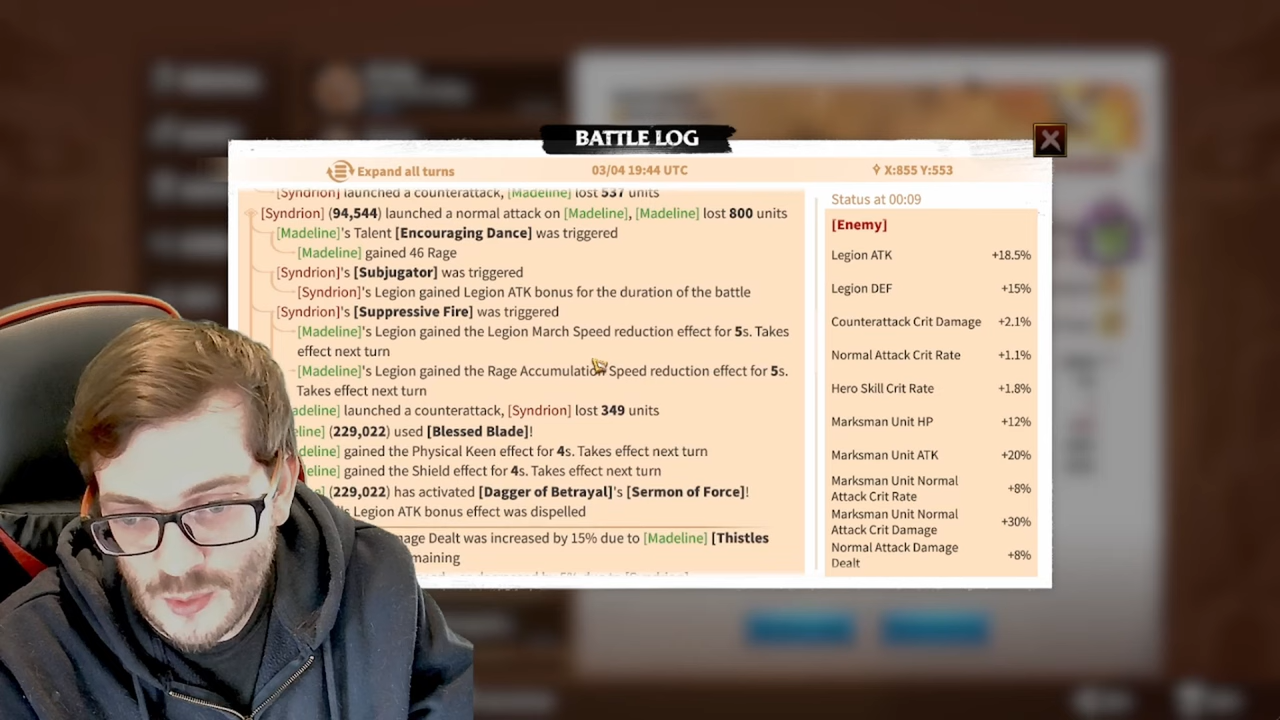 BATTLE LOG
Expand all turns
03/04 19:44 UTC
X:855 Y:553
[Syndrion] launched a counterattack, [Madeline] lost 537 units
[Syndrion] (94,544) launched a normal attack on [Madeline], [Madeline] lost 800 units
[Madeline]'s Talent [Encouraging Dance] was triggered
[Madeline] gained 46 Rage
[Syndrion]'s [Subjugator] was triggered
[Syndrion]'s Legion gained Legion ATK bonus for the duration of the battle
[Syndrion]'s [Suppressive Fire] was triggered
[Madeline]'s Legion gained the Legion March Speed reduction effect for 5s. Takes
effect next turn
[Madeline]'s Legion gained the Rage Accumulation Speed reduction effect for 5s.
Takes effect next turn
adeline] launched a counterattack, [Syndrion] lost 349 units
eline] (229,022) used [Blessed Blade]!
deline] gained the Physical Keen effect for 4s. Takes effect next turn
deline] gained the Shield effect for 4s. Takes effect next turn
] (229,022) has activated [Dagger of Betrayal]'s [Sermon of Force]!
's Legion ATK bonus effect was dispelled
mage Dealt was increased by 15% due to [Madeline] [Thistles
maining
Status at 00:09
[Enemy]
Legion ATK +18.5%
Legion DEF +15%
Counterattack Crit Damage +2.1%
Normal Attack Crit Rate +1.1%
Hero Skill Crit Rate +1.8%
Marksman Unit HP +12%
Marksman Unit ATK +20%
Marksman Unit Normal
Attack Crit Rate +8%
Marksman Unit Normal
Attack Crit Damage +30%
Normal Attack Damage
Dealt +8%